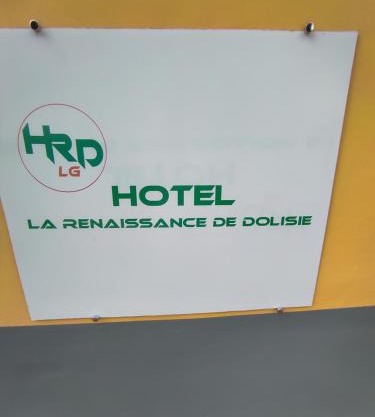 HRD
LG
HOTEL
LA RENAISSANCE DE DOLISIE